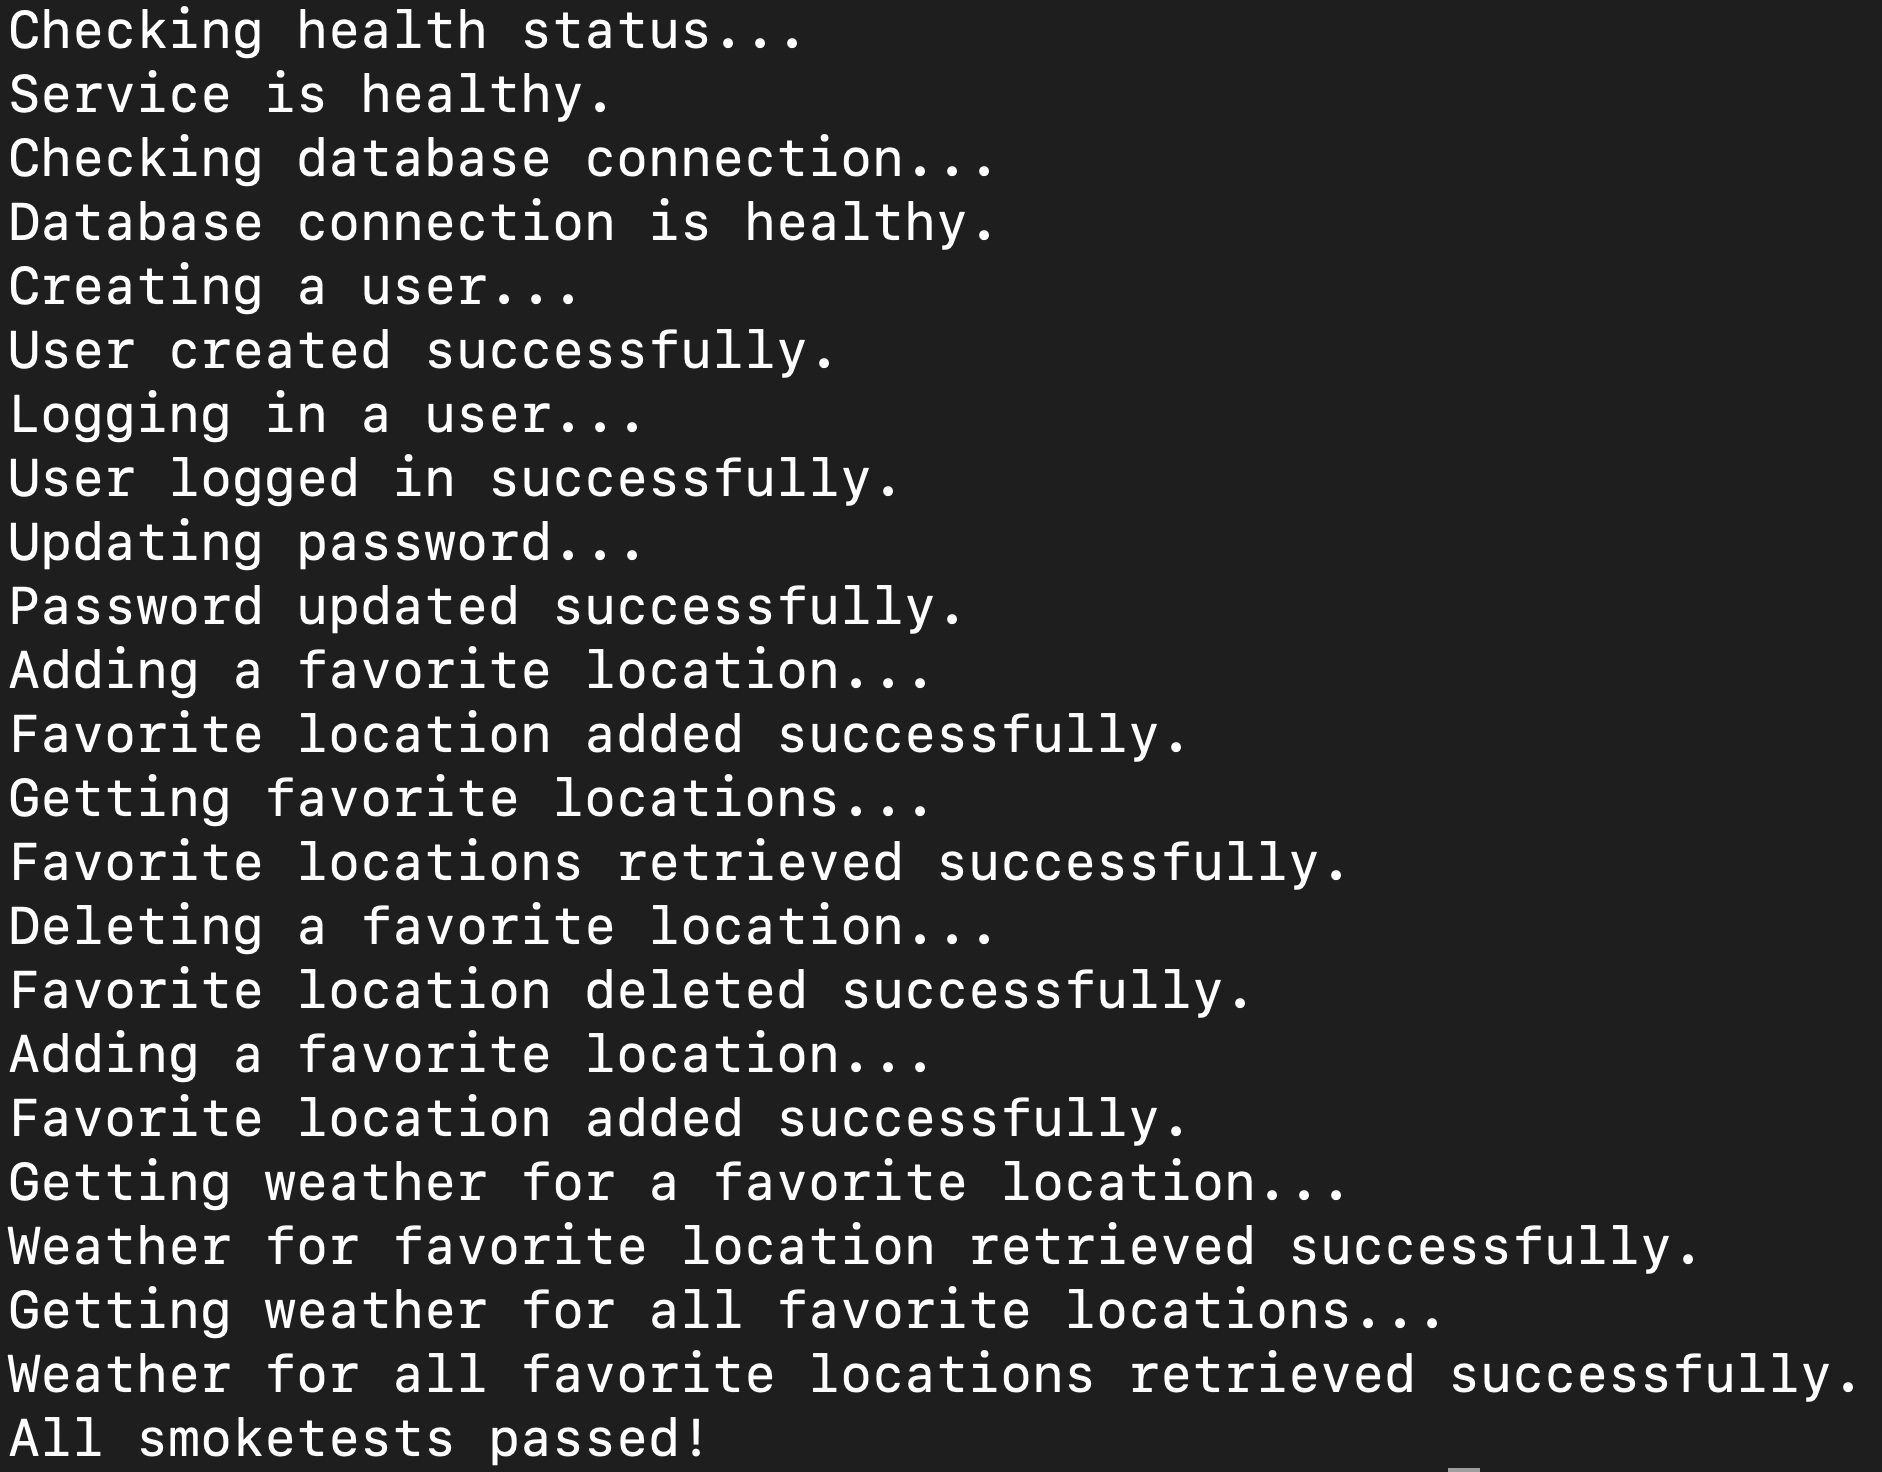 Checking health status...
Service is healthy.
Checking database connection...
Database connection is healthy.
Creating a user...
User created successfully.
Logging in a user...
User logged in successfully.
Updating password...
Password updated successfully.
Adding a favorite location...
Favorite location added successfully.
Getting favorite locations...
Favorite locations retrieved successfully.
Deleting a favorite location...
Favorite location deleted successfully.
Adding a favorite location...
Favorite location added successfully.
Getting weather for a favorite location...
Weather for favorite location retrieved successfully.
Getting weather for all favorite locations...
Weather for all favorite locations retrieved successfully.
All smoketests passed!